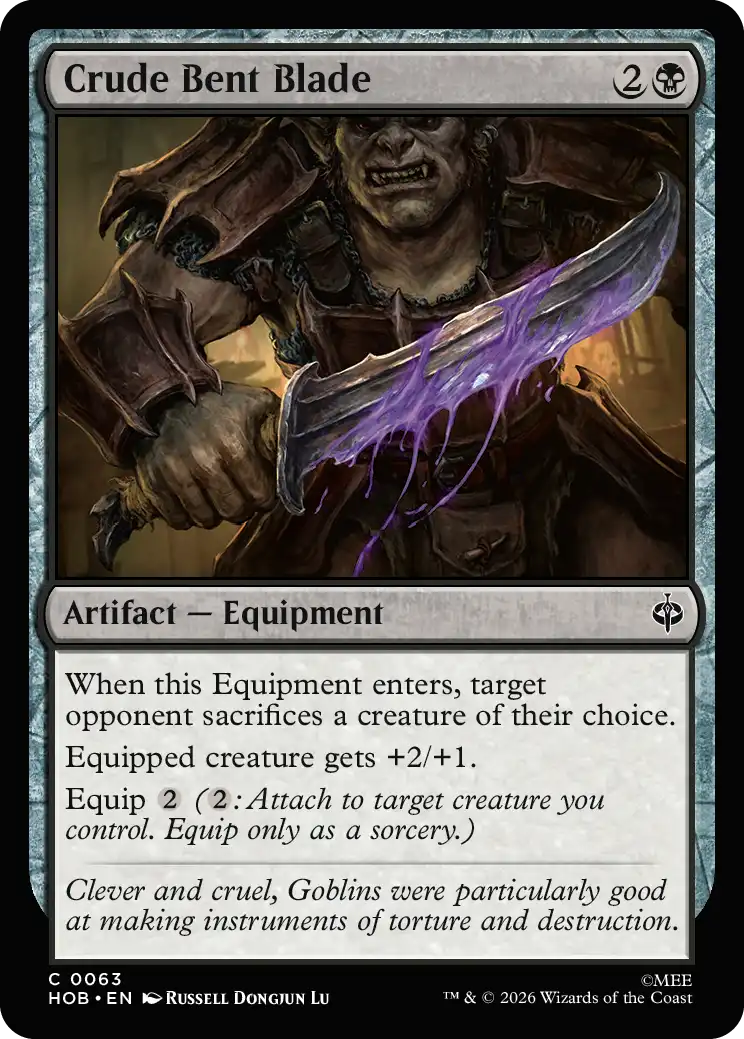 Crude Bent Blade 2
Artifact — Equipment
When this Equipment enters, target
opponent sacrifices a creature of their choice.
Equipped creature gets +2/+1.
Equip 2 (2: Attach to target creature you
control. Equip only as a sorcery.)
Clever and cruel, Goblins were particularly good
at making instruments of torture and destruction.
C 0063
HOB • EN Russell Dongjun Lu
©MEE
™ & © 2026 Wizards of the Coast